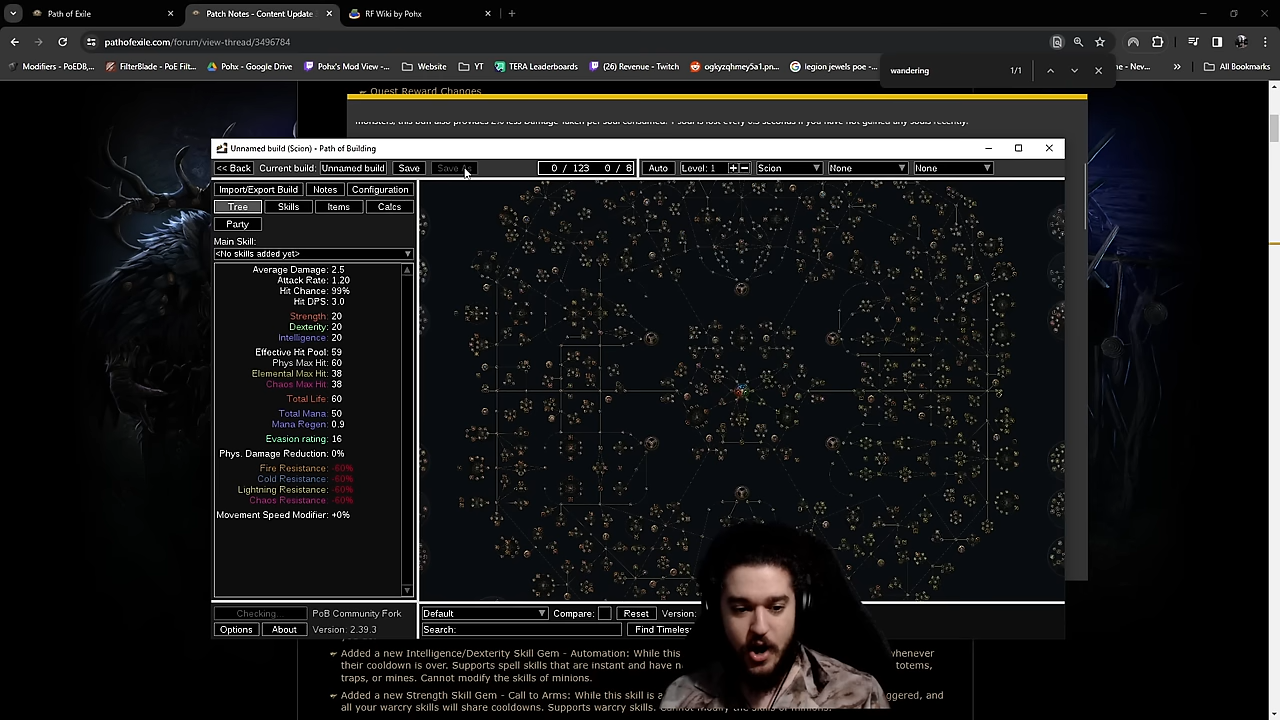 Path of Exile
Patch Notes - Content Update
RF Wiki by Pohx
pathofexile.com/forum/view-thread/3496784
Modifiers - PoEDB,...
FilterBlade - PoE Filt...
Pohx - Google Drive
Pohx's Mod View -...
Website
YT
TERA Leaderboards
(26) Revenue - Twitch
ogkyzqhmey5a1.pn...
legion jewels poe -...
- Nev...
All Bookmarks
wandering
1/1
Quest Reward Changes
Unnamed build (Scion) - Path of Building
<< Back
Current build:
Unnamed build
Save
Save As
0 / 123 0 / 8
Auto
Level: 1
Scion
None
None
Import/Export Build
Notes
Configuration
Tree
Skills
Items
Calcs
Party
Main Skill:
<No skills added yet>
Average Damage: 2.5
Attack Rate: 1.20
Hit Chance: 99%
Hit DPS: 3.0
Strength: 20
Dexterity: 20
Intelligence: 20
Effective Hit Pool: 59
Phys Max Hit: 60
Elemental Max Hit: 38
Chaos Max Hit: 38
Total Life: 60
Total Mana: 50
Mana Regen: 0.9
Evasion rating: 16
Phys. Damage Reduction: 0%
Fire Resistance: -60%
Cold Resistance: -60%
Lightning Resistance: -60%
Chaos Resistance: -60%
Movement Speed Modifier: +0%
Checking...
PoB Community Fork
Options
About
Version: 2.39.3
Default
Compare:
Reset
Version:
Search:
Find Timeles
Added a new Intelligence/Dexterity Skill Gem - Automation: While this whenever
their cooldown is over. Supports spell skills that are instant and have n totems,
traps, or mines. Cannot modify the skills of minions.
Added a new Strength Skill Gem - Call to Arms: While this skill is a ggered, and
all your warcry skills will share cooldowns. Supports warcry skills. Cannot modify the skills of minions.